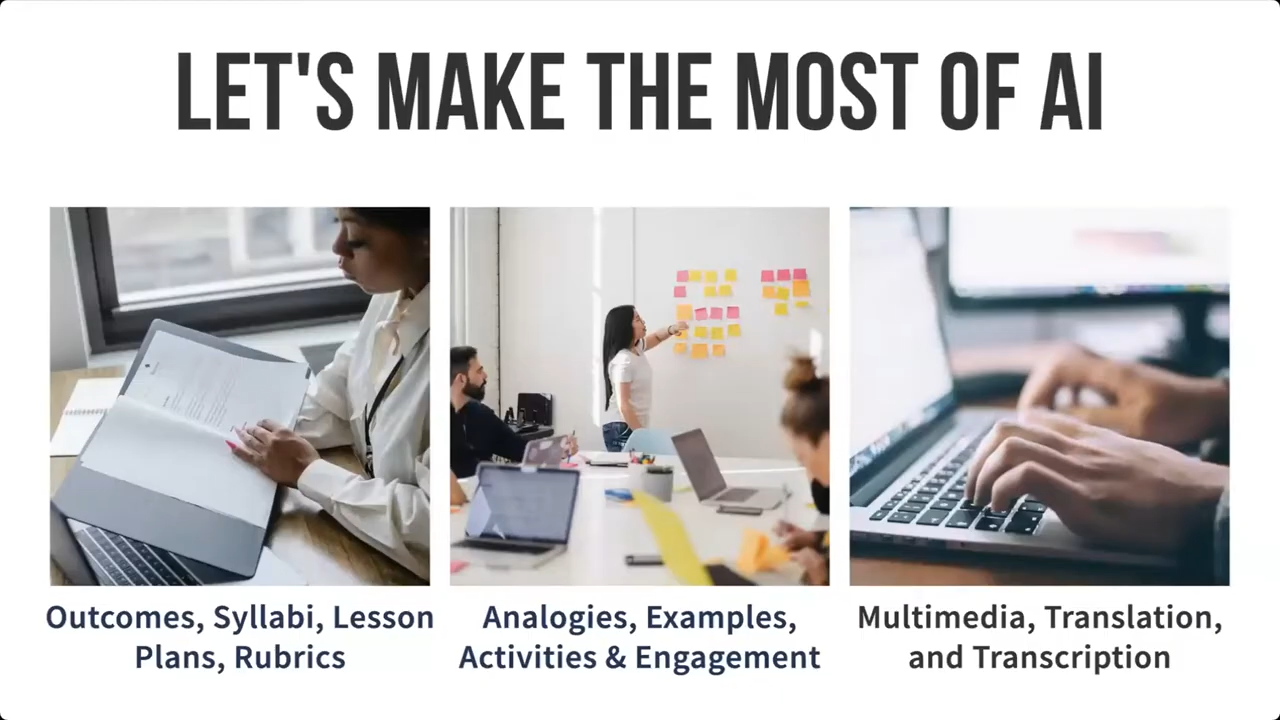 LET'S MAKE THE MOST OF AI
Outcomes, Syllabi, Lesson
Plans, Rubrics
Analogies, Examples,
Activities & Engagement
Multimedia, Translation,
and Transcription